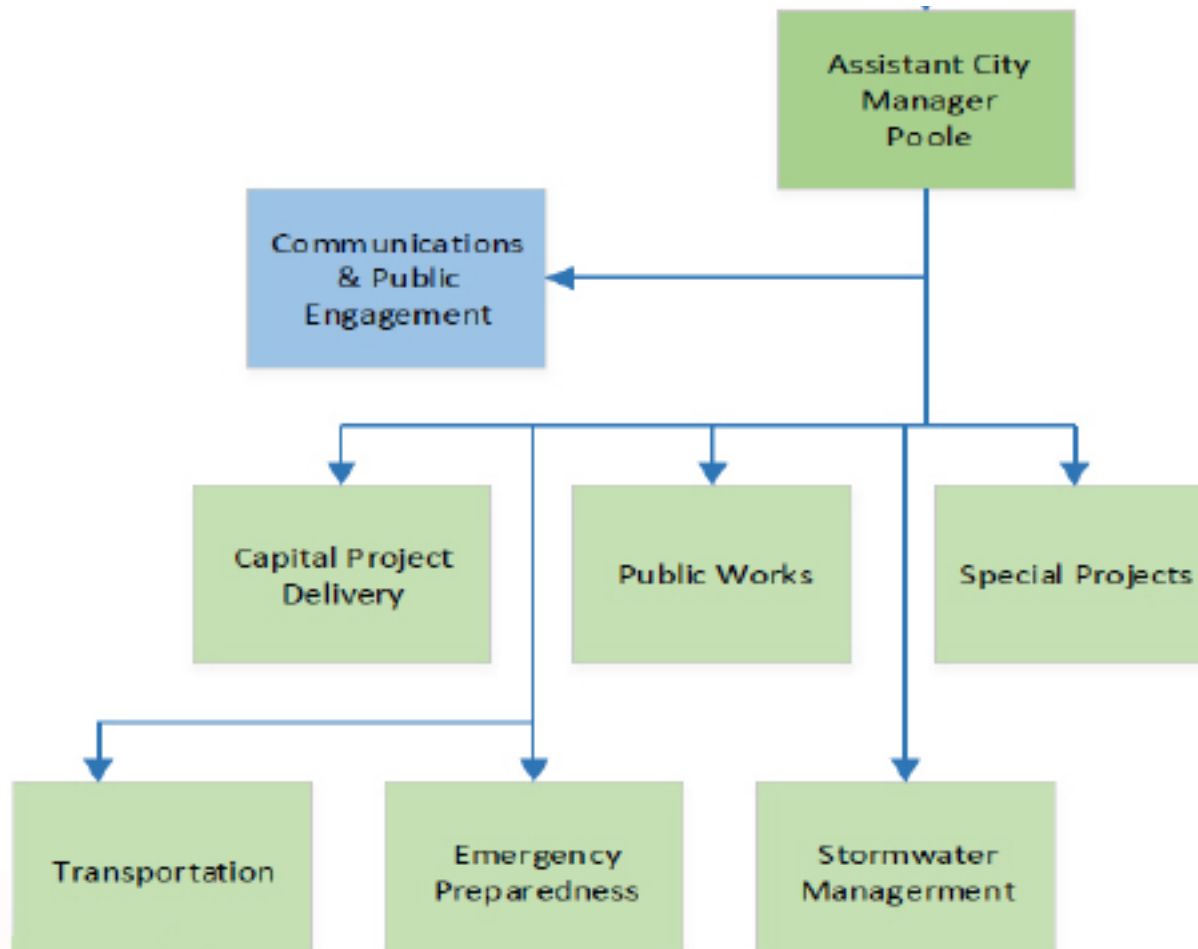 Assistant City
Manager
Poole
Communications
& Public
Engagement
Capital Project
Delivery
Public Works
Special Projects
Transportation
Emergency
Preparedness
Stormwater
Managerment